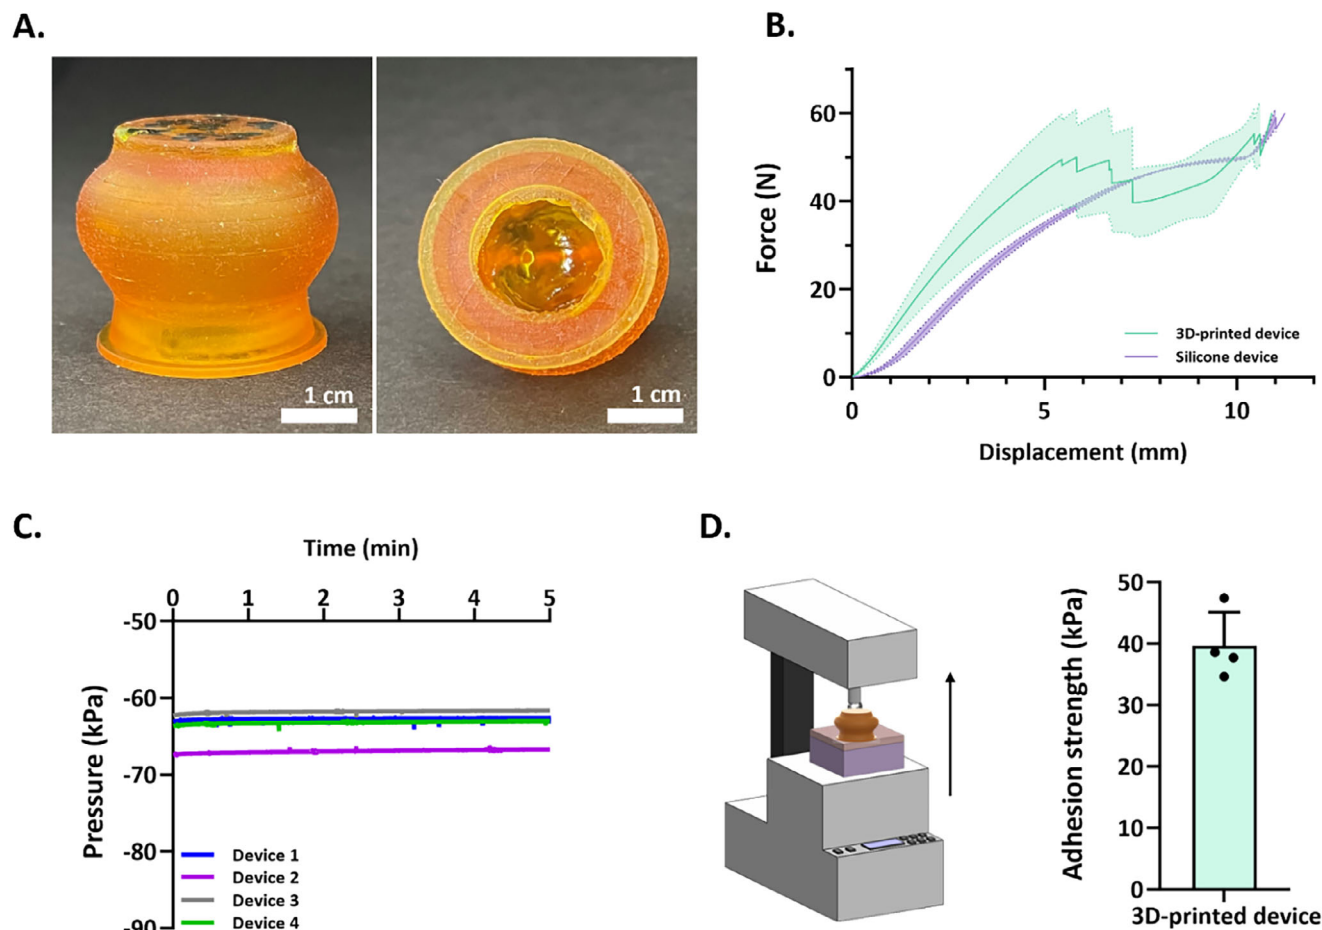 A.
1 cm
1 cm
B.
Force (N)
60
40
20
0
0
5
10
3D-printed device
Silicone device
Displacement (mm)
C.
Time (min)
0
1
2
3
4
5
-50
-60
-70
-80
-90
Pressure (kPa)
Device 1
Device 2
Device 3
Device 4
D.
Adhesion strength (kPa)
50
40
30
20
10
0
3D-printed device